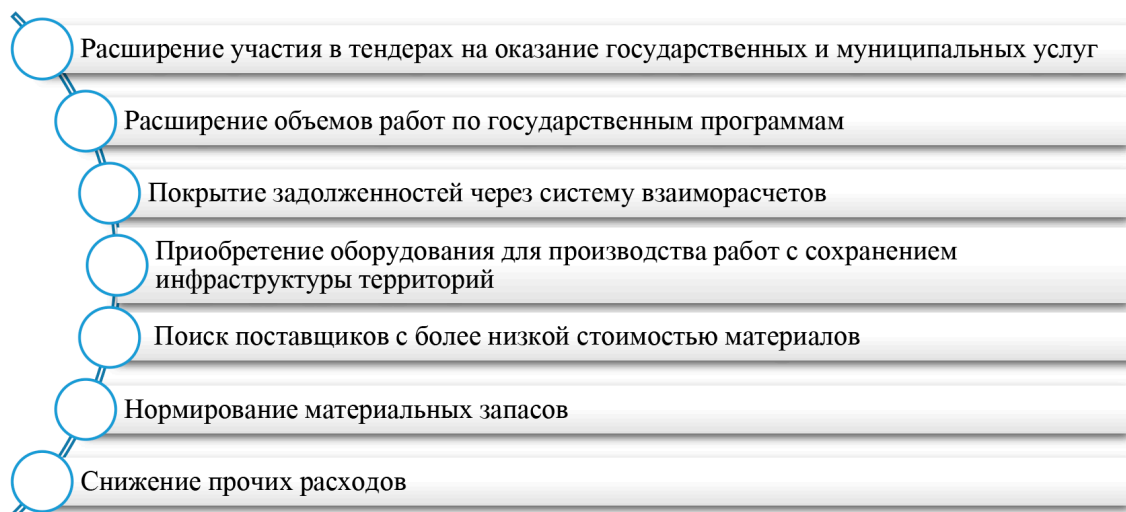 Расширение участия в тендерах на оказание государственных и муниципальных услуг
Расширение объемов работ по государственным программам
Покрытие задолженностей через систему взаиморасчетов
Приобретение оборудования для производства работ с сохранением
инфраструктуры территорий
Поиск поставщиков с более низкой стоимостью материалов
Нормирование материальных запасов
Снижение прочих расходов